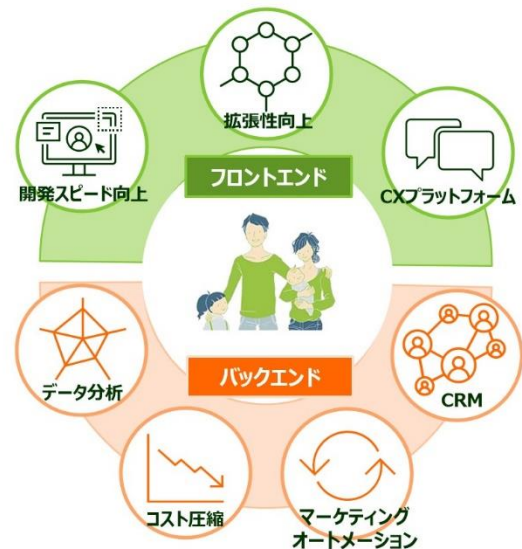 拡張性向上
開発スピード向上
CXプラットフォーム
フロントエンド
バックエンド
データ分析
CRM
コスト圧縮
マーケティング
オートメーション